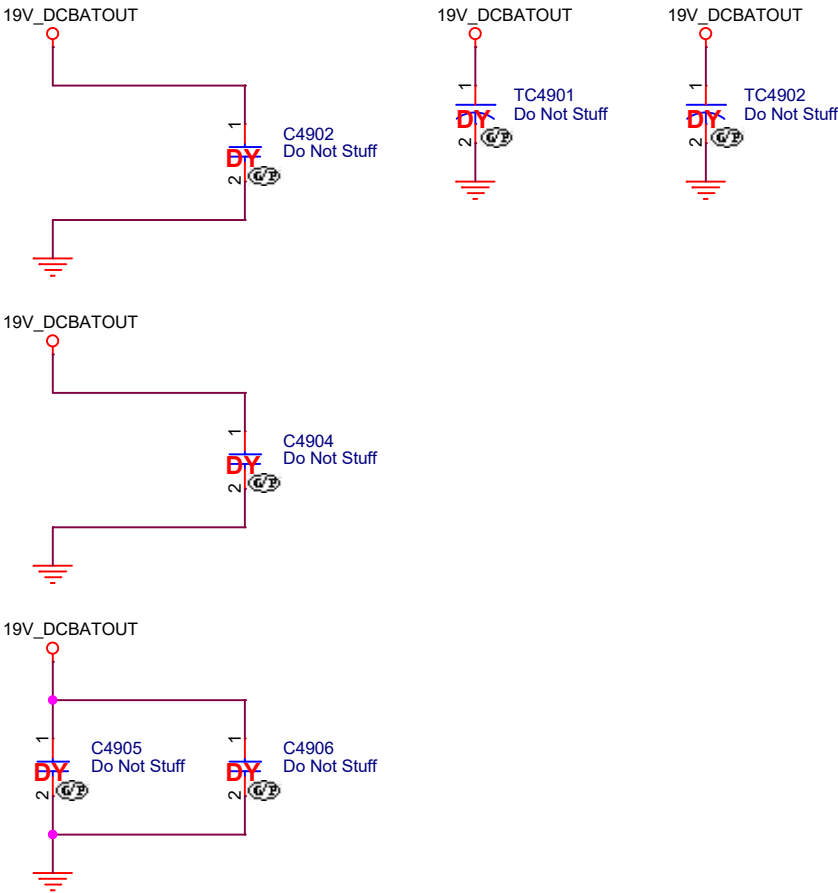 19V_DCBATOUT
1
C4902
Do Not Stuff
DY
2
G/P
19V_DCBATOUT
1
TC4901
Do Not Stuff
DY
2
G/P
19V_DCBATOUT
1
TC4902
Do Not Stuff
DY
2
G/P
19V_DCBATOUT
1
C4904
Do Not Stuff
DY
2
G/P
19V_DCBATOUT
1
C4905
Do Not Stuff
DY
2
G/P
1
C4906
Do Not Stuff
DY
2
G/P